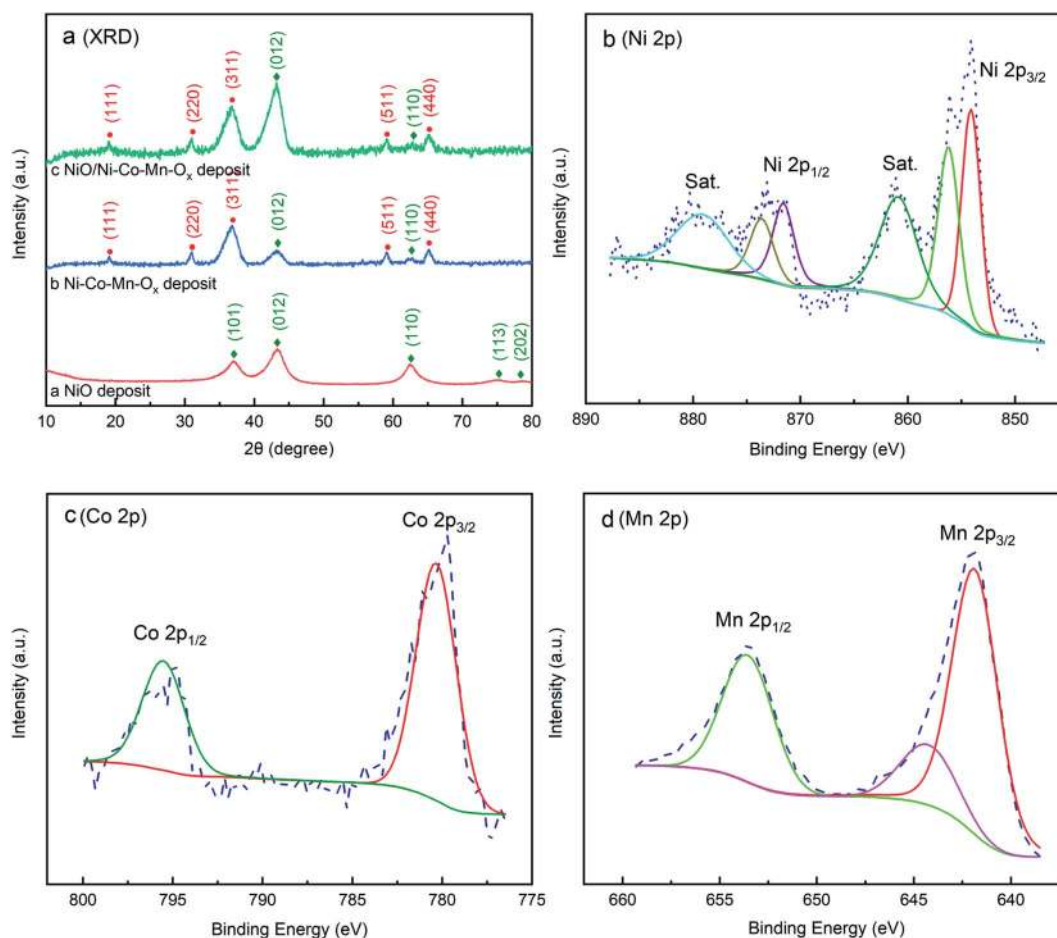 a (XRD)
(111)
(220)
(311)
(012)
(511)
(110)
(440)
c NiO/Ni-Co-Mn-Oₓ deposit
(111)
(220)
(311)
(012)
(511)
(110)
(440)
b Ni-Co-Mn-Oₓ deposit
(101)
(012)
(110)
(113)
(202)
a NiO deposit
Intensity (a.u.)
10 20 30 40 50 60 70 80
2θ (degree)
b (Ni 2p)
Ni 2p3/2
Ni 2p1/2
Sat.
Sat.
Intensity (a.u.)
890 880 870 860 850
Binding Energy (eV)
c (Co 2p)
Co 2p3/2
Co 2p1/2
Intensity (a.u.)
800 795 790 785 780 775
Binding Energy (eV)
d (Mn 2p)
Mn 2p3/2
Mn 2p1/2
Intensity (a.u.)
660 655 650 645 640
Binding Energy (eV)